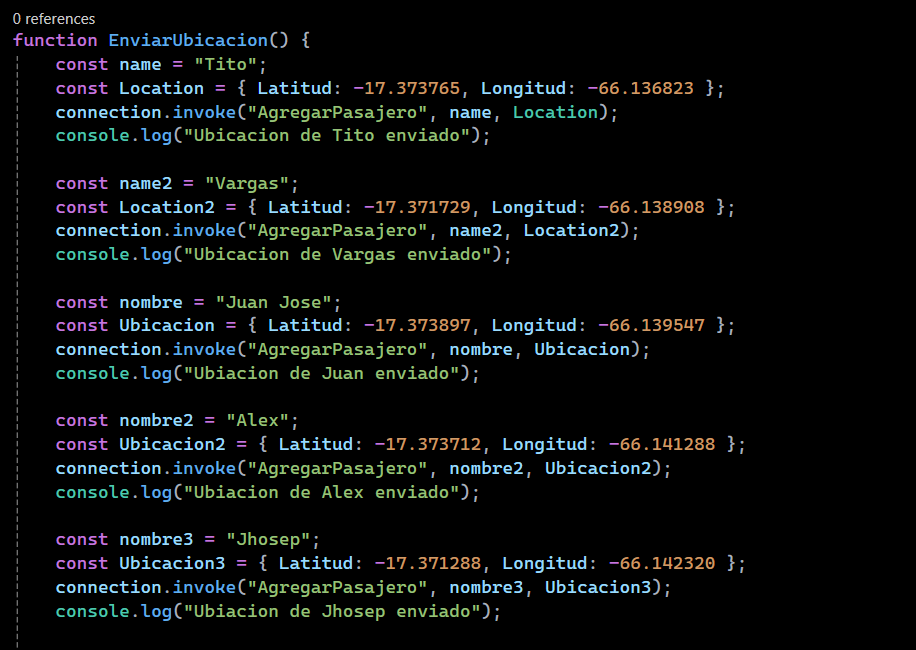 0 references
function EnviarUbicacion() {
    const name = "Tito";
    const Location = { Latitud: -17.373765, Longitud: -66.136823 };
    connection.invoke("AgregarPasajero", name, Location);
    console.log("Ubicacion de Tito enviado");

    const name2 = "Vargas";
    const Location2 = { Latitud: -17.371729, Longitud: -66.138908 };
    connection.invoke("AgregarPasajero", name2, Location2);
    console.log("Ubicacion de Vargas enviado");

    const nombre = "Juan Jose";
    const Ubicacion = { Latitud: -17.373897, Longitud: -66.139547 };
    connection.invoke("AgregarPasajero", nombre, Ubicacion);
    console.log("Ubiacion de Juan enviado");

    const nombre2 = "Alex";
    const Ubicacion2 = { Latitud: -17.373712, Longitud: -66.141288 };
    connection.invoke("AgregarPasajero", nombre2, Ubicacion2);
    console.log("Ubiacion de Alex enviado");

    const nombre3 = "Jhosep";
    const Ubicacion3 = { Latitud: -17.371288, Longitud: -66.142320 };
    connection.invoke("AgregarPasajero", nombre3, Ubicacion3);
    console.log("Ubiacion de Jhosep enviado");